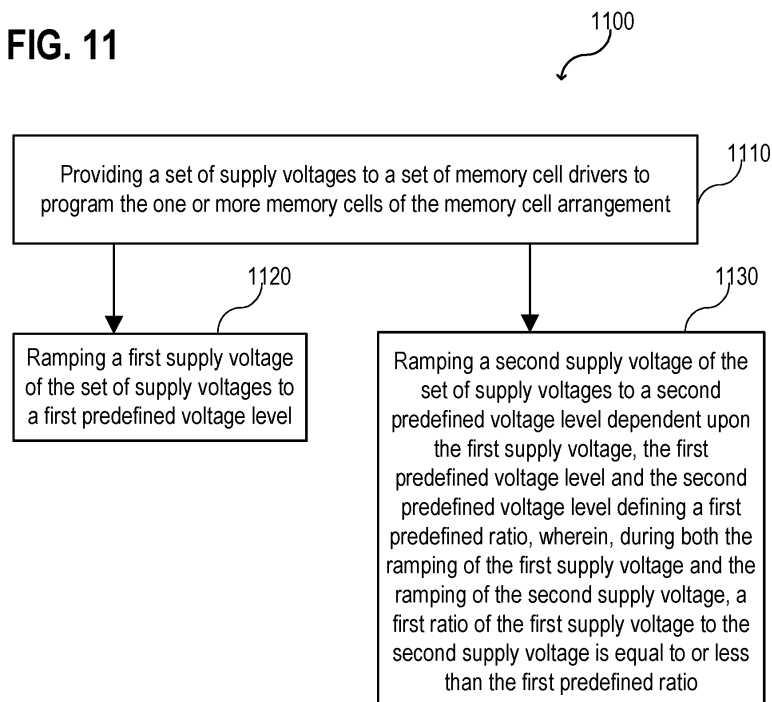 FIG. 11
1100
Providing a set of supply voltages to a set of memory cell drivers to
program the one or more memory cells of the memory cell arrangement
1110
1120
Ramping a first supply voltage
of the set of supply voltages to
a first predefined voltage level
1130
Ramping a second supply voltage of the
set of supply voltages to a second
predefined voltage level dependent upon
the first supply voltage, the first
predefined voltage level and the second
predefined voltage level defining a first
predefined ratio, wherein, during both the
ramping of the first supply voltage and the
ramping of the second supply voltage, a
first ratio of the first supply voltage to the
second supply voltage is equal to or less
than the first predefined ratio